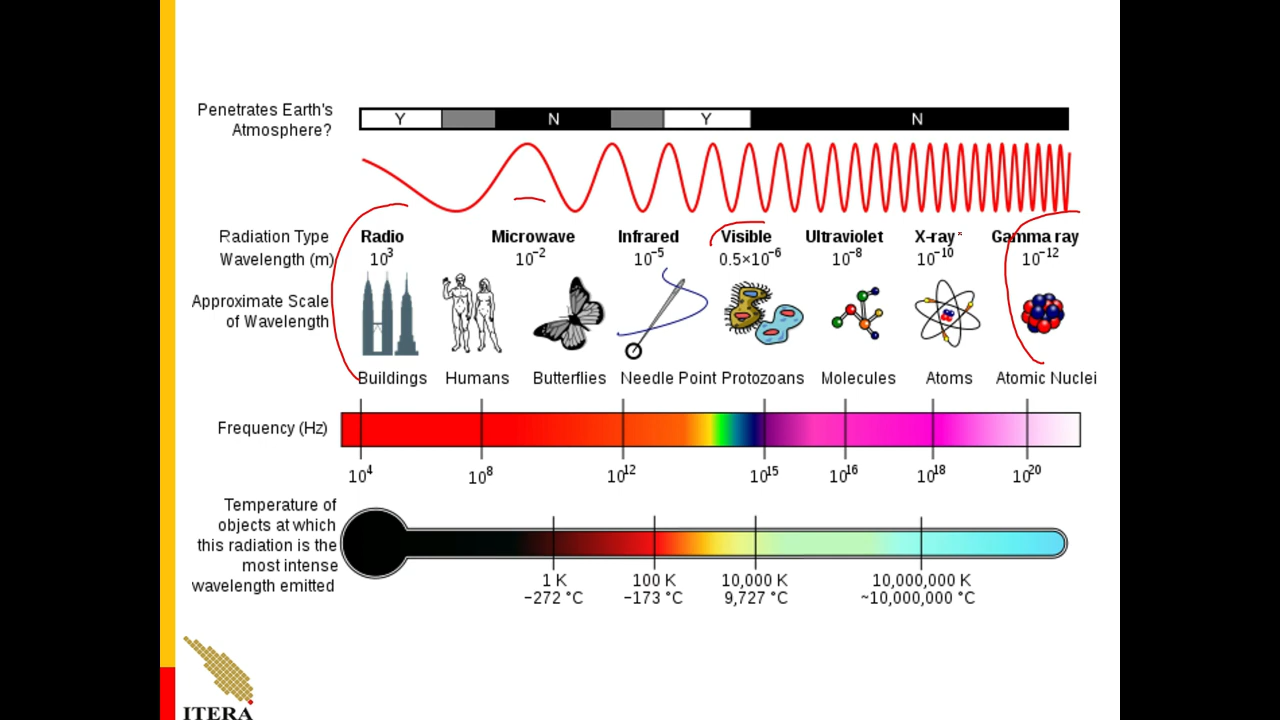 Penetrates Earth's
Atmosphere?
Y N Y N
Radiation Type Radio Microwave Infrared Visible Ultraviolet X-ray Gamma ray
Wavelength (m) 10³ 10⁻² 10⁻⁵ 0.5×10⁻⁶ 10⁻⁸ 10⁻¹⁰ 10⁻¹²
Approximate Scale
of Wavelength
Buildings Humans Butterflies Needle Point Protozoans Molecules Atoms Atomic Nuclei
Frequency (Hz)
10⁴ 10⁸ 10¹² 10¹⁵ 10¹⁶ 10¹⁸ 10²⁰
Temperature of
objects at which
this radiation is the
most intense
wavelength emitted
1 K 100 K 10,000 K 10,000,000 K
−272 °C −173 °C 9,727 °C ~10,000,000 °C
ITERA